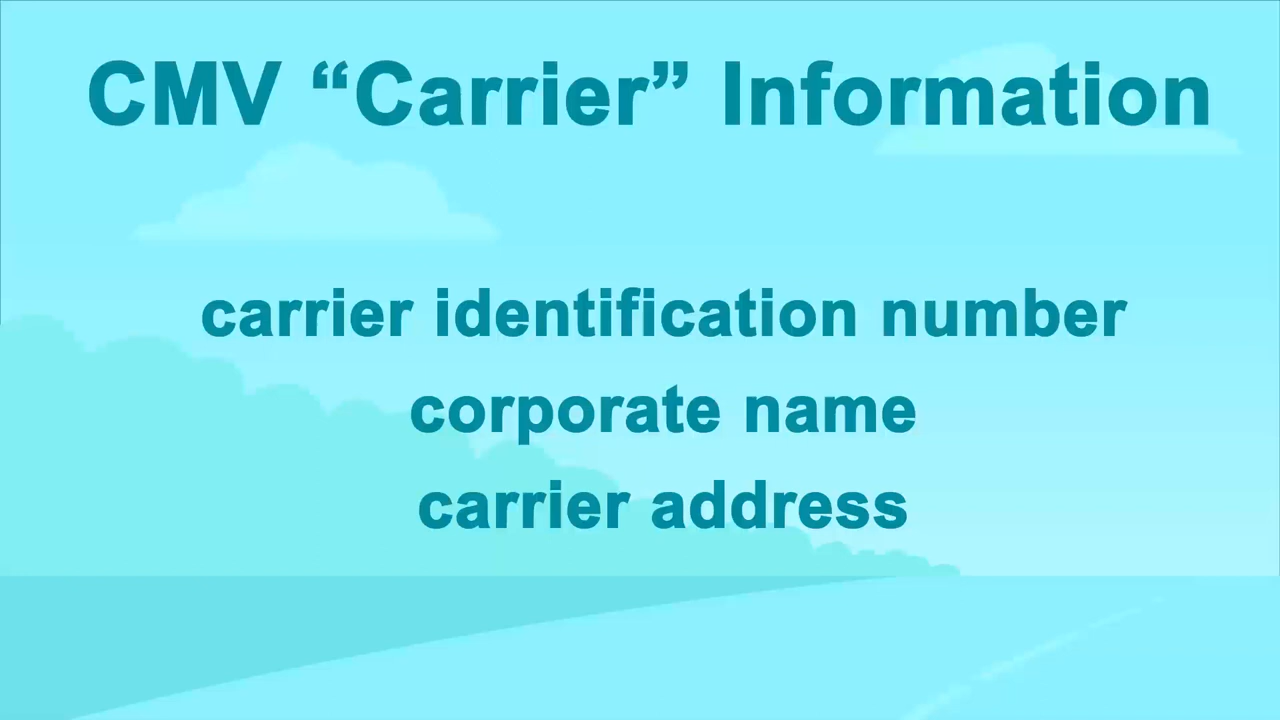 CMV “Carrier” Information
carrier identification number
corporate name
carrier address